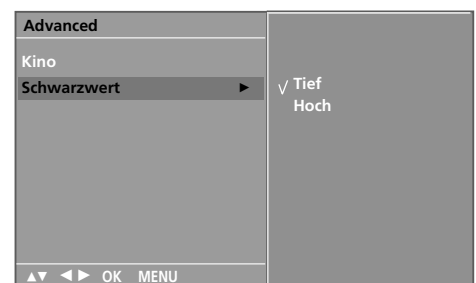 Advanced
Kino
Schwarzwert ►
√ Tief
Hoch
▲▼ ◄► OK MENU